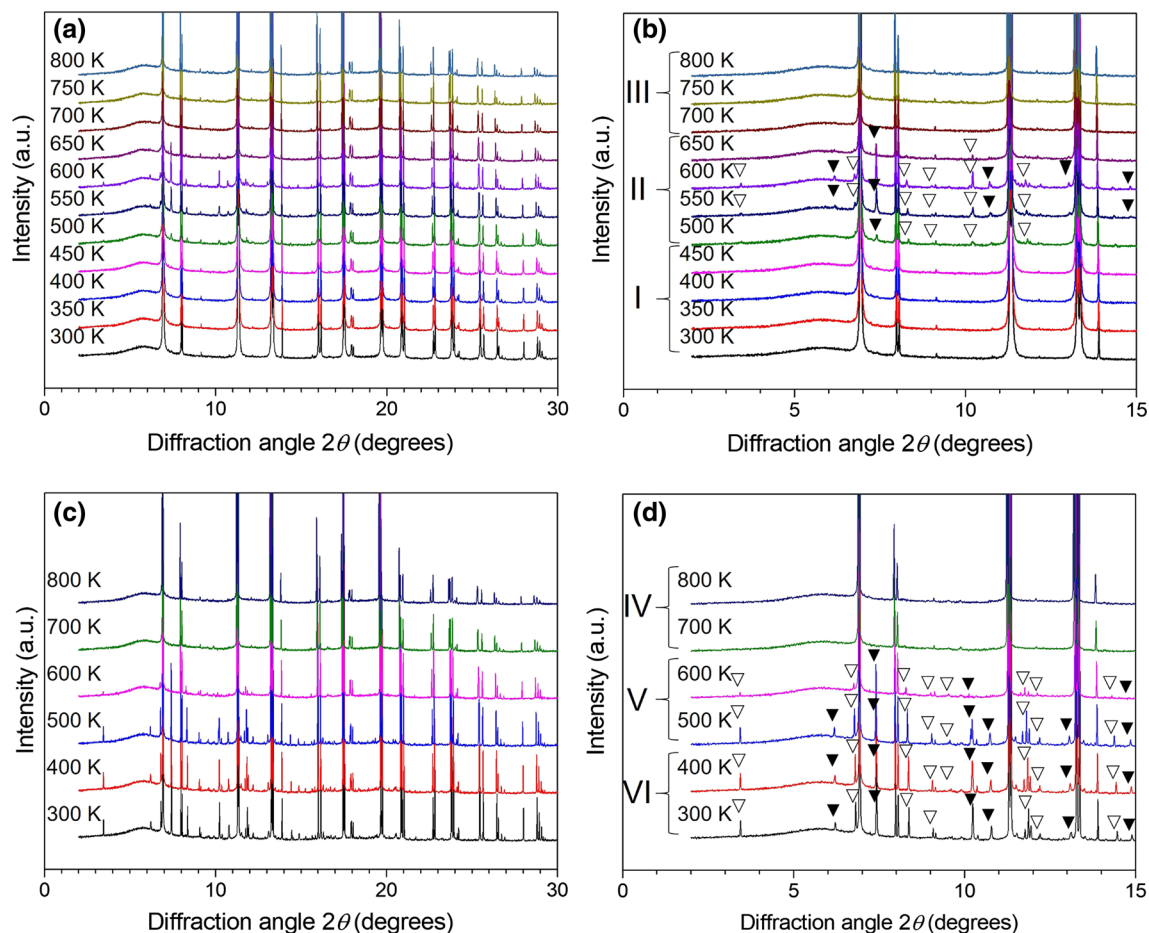 (a)
800 K
750 K
700 K
650 K
600 K
550 K
500 K
450 K
400 K
350 K
300 K
Intensity (a.u.)
0 10 20 30
Diffraction angle 2θ (degrees)
(b)
III
II
I
800 K
750 K
700 K
650 K
600 K
550 K
500 K
450 K
400 K
350 K
300 K
Intensity (a.u.)
0 5 10 15
Diffraction angle 2θ (degrees)
(c)
800 K
700 K
600 K
500 K
400 K
300 K
Intensity (a.u.)
0 10 20 30
Diffraction angle 2θ (degrees)
(d)
IV
V
VI
800 K
700 K
600 K
500 K
400 K
300 K
Intensity (a.u.)
0 5 10 15
Diffraction angle 2θ (degrees)